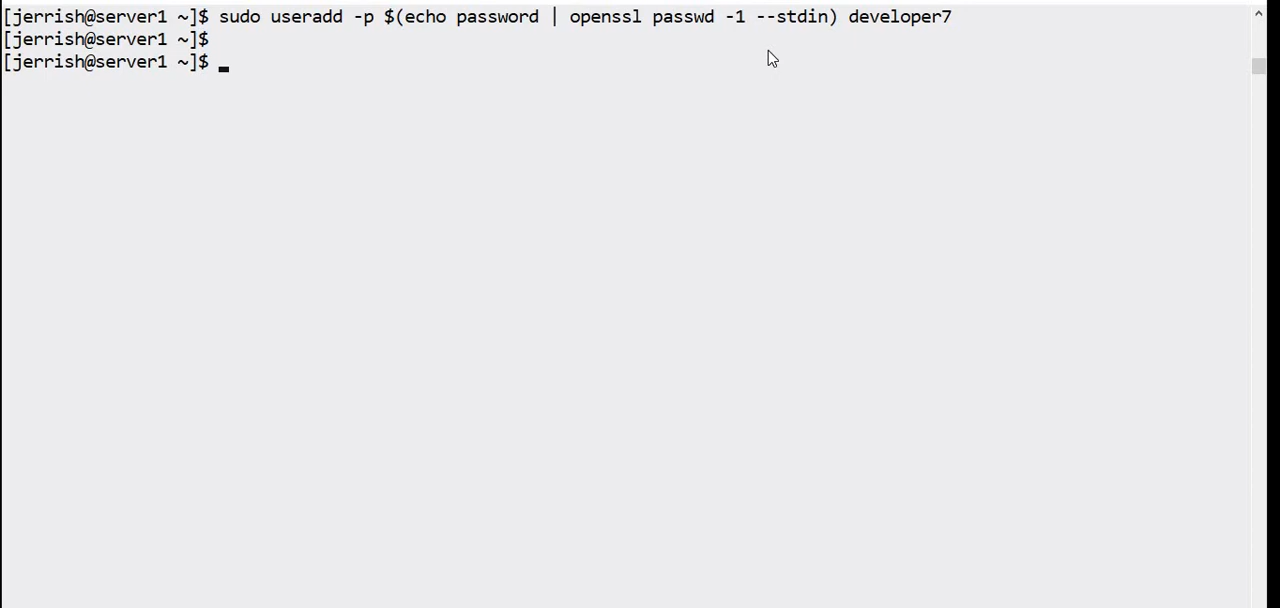 [jerrish@server1 ~]$ sudo useradd -p $(echo password | openssl passwd -1 --stdin) developer7
[jerrish@server1 ~]$
[jerrish@server1 ~]$